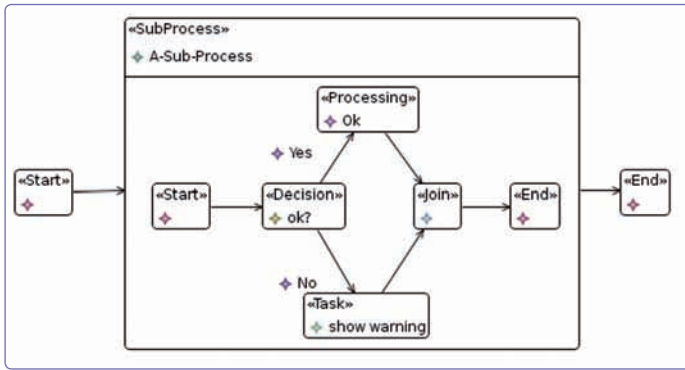 «SubProcess»
A-Sub-Process
«Processing»
Ok
Yes
«Start»
«Start»
«Decision»
ok?
«Join»
«End»
«End»
No
«Task»
show warning